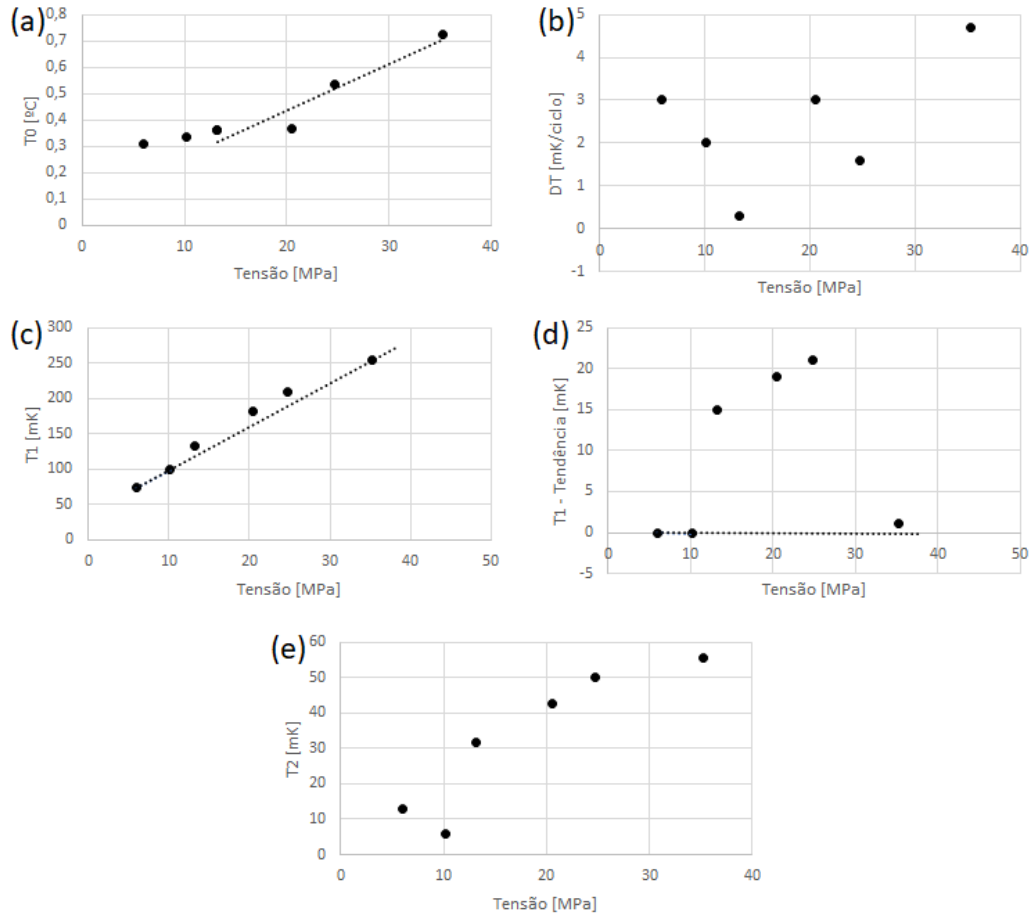 (a)
0,8
0,7
0,6
0,5
0,4
0,3
0,2
0,1
0
T0 [ºC]
0 10 20 30 40
Tensão [MPa]
(b)
5
4
3
2
1
0
-1
DT [mK/ciclo]
0 10 20 30 40
Tensão [MPa]
(c)
300
250
200
150
100
50
0
T1 [mK]
0 10 20 30 40 50
Tensão [MPa]
(d)
25
20
15
10
5
0
-5
T1 - Tendência [mK]
0 10 20 30 40 50
Tensão [MPa]
(e)
60
50
40
30
20
10
0
T2 [mK]
0 10 20 30 40
Tensão [MPa]